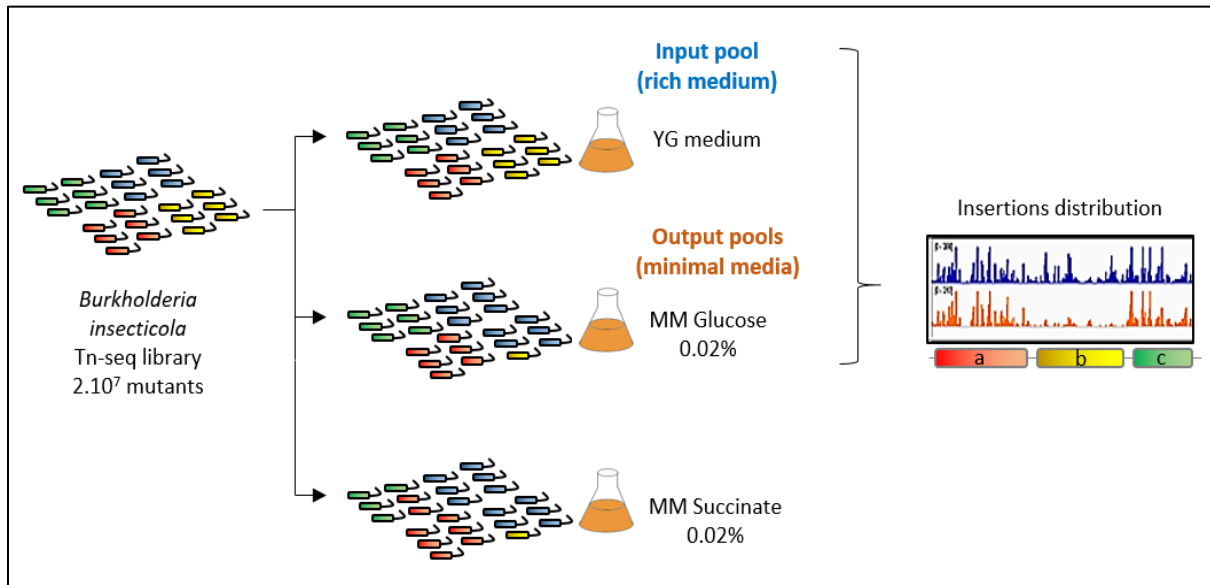 Input pool
(rich medium)
YG medium
Burkholderia
insecticola
Tn-seq library
2.10⁷ mutants
Output pools
(minimal media)
MM Glucose
0.02%
MM Succinate
0.02%
Insertions distribution
a b c